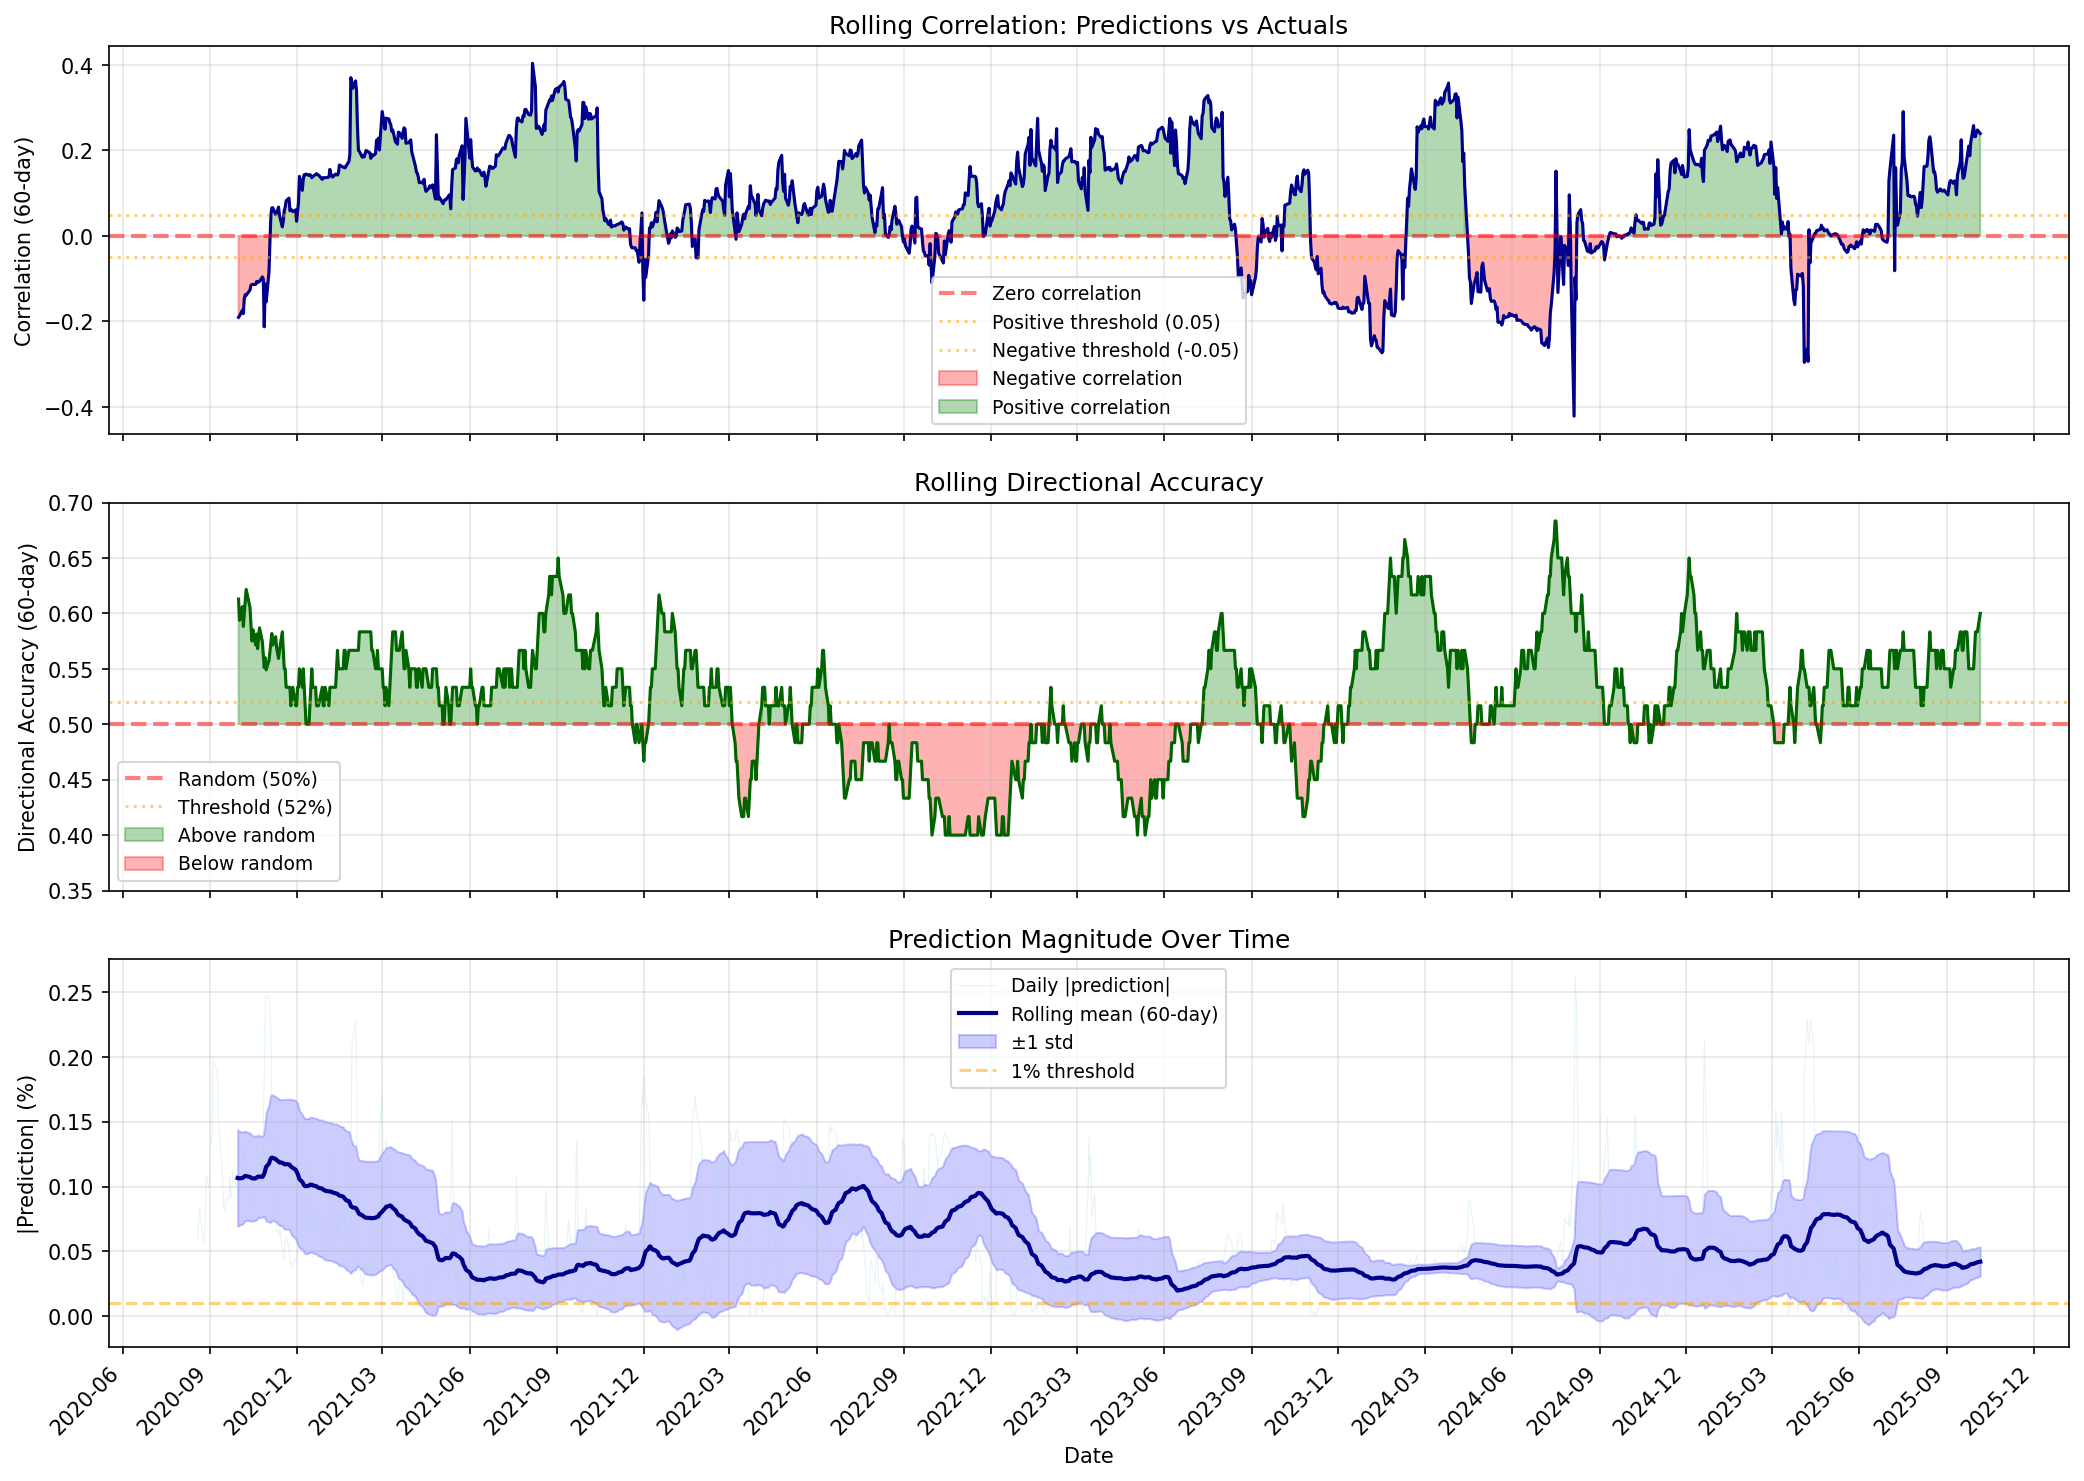 Rolling Correlation: Predictions vs Actuals
Correlation (60-day)
0.4
0.2
0.0
−0.2
−0.4
Zero correlation
Positive threshold (0.05)
Negative threshold (-0.05)
Negative correlation
Positive correlation
Rolling Directional Accuracy
Directional Accuracy (60-day)
0.70
0.65
0.60
0.55
0.50
0.45
0.40
0.35
Random (50%)
Threshold (52%)
Above random
Below random
Prediction Magnitude Over Time
|Prediction| (%)
0.25
0.20
0.15
0.10
0.05
0.00
Daily |prediction|
Rolling mean (60-day)
±1 std
1% threshold
2020-06
2020-09
2020-12
2021-03
2021-06
2021-09
2021-12
2022-03
2022-06
2022-09
2022-12
2023-03
2023-06
2023-09
2023-12
2024-03
2024-06
2024-09
2024-12
2025-03
2025-06
2025-09
2025-12
Date